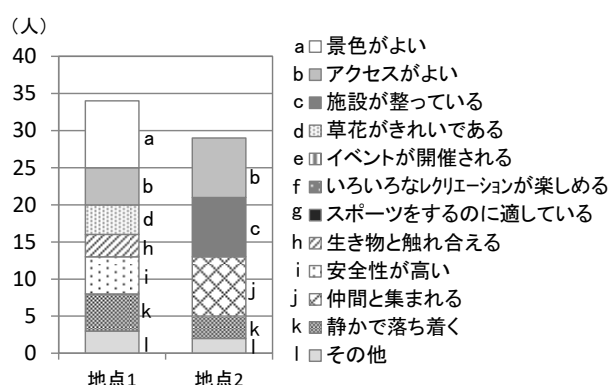 （人）
40
35
30
25
20
15
10
5
0
a
b
d
h
i
k
l
b
c
j
k
l
地点1
地点2
a 景色がよい
b アクセスがよい
c 施設が整っている
d 草花がきれいである
e イベントが開催される
f いろいろなレクリエーションが楽しめる
g スポーツをするのに適している
h 生き物と触れ合える
i 安全性が高い
j 仲間と集まれる
k 静かで落ち着く
l その他